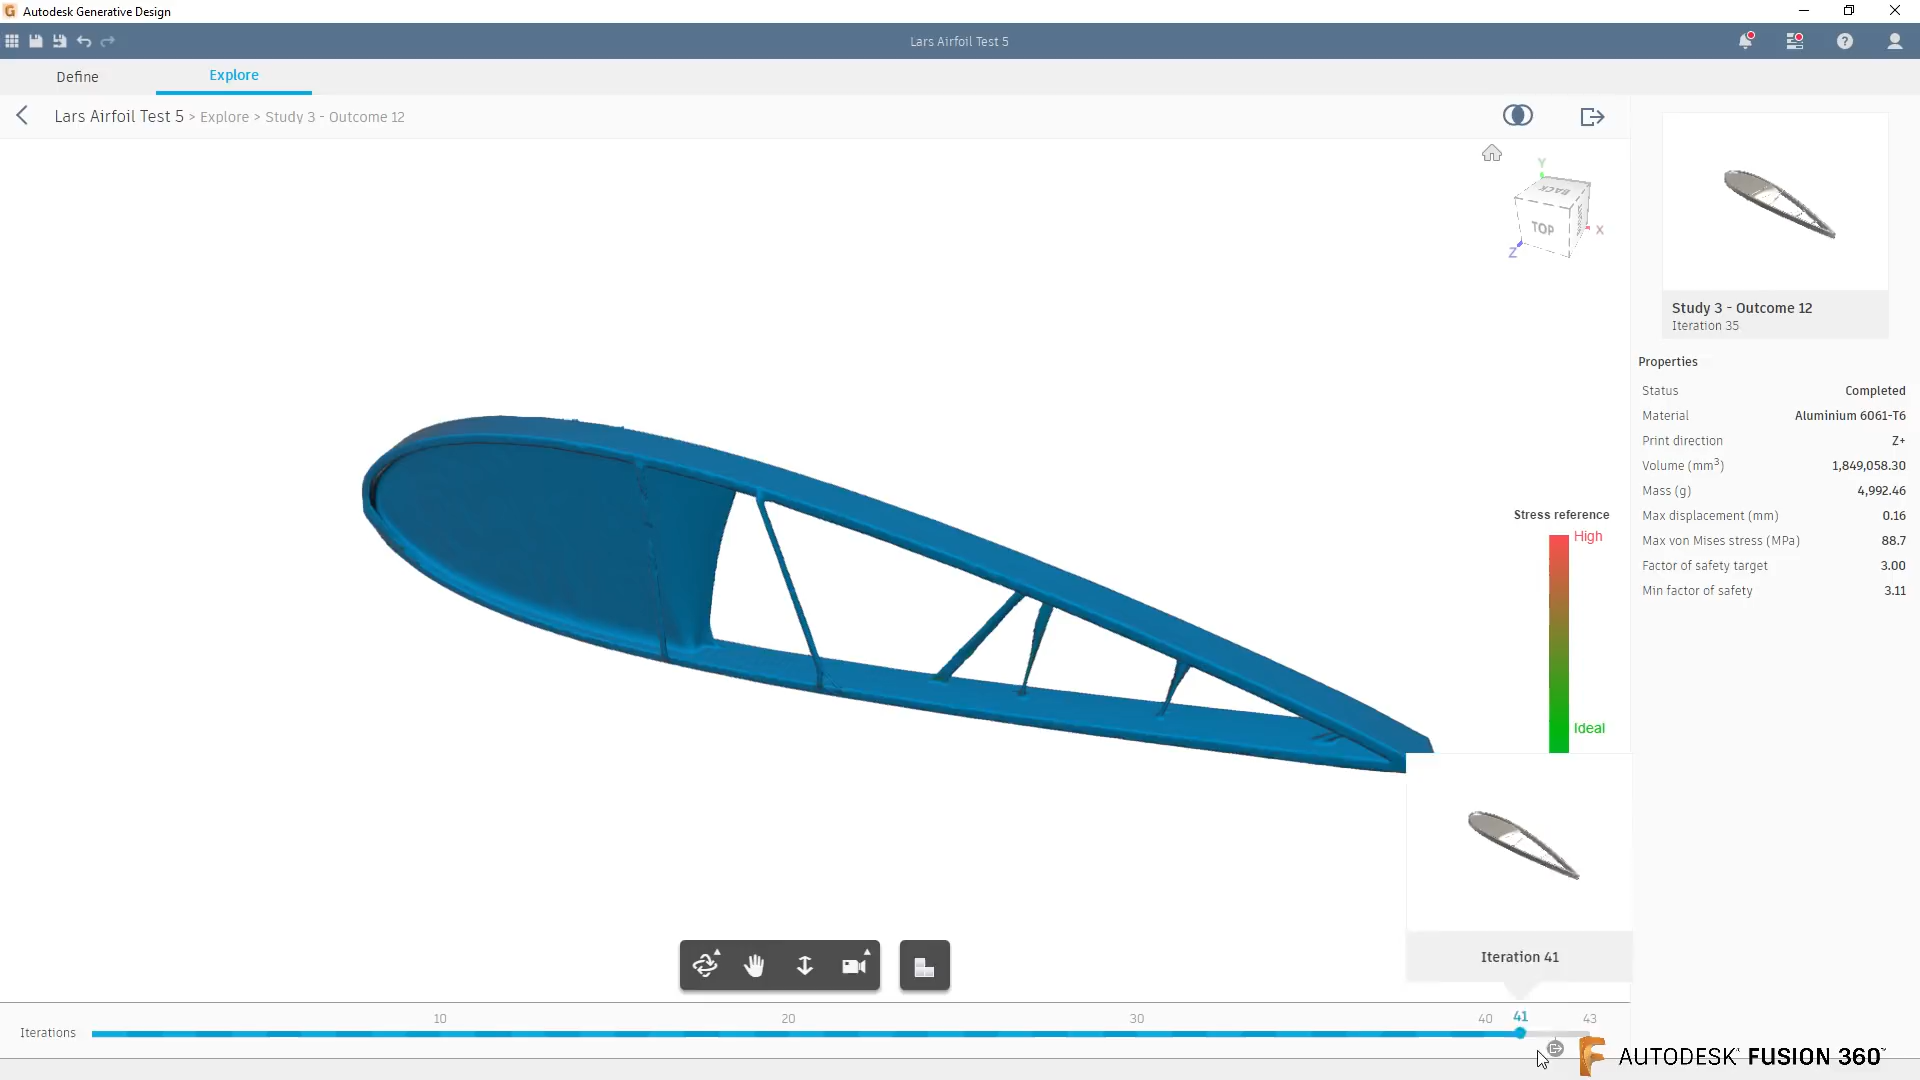 Autodesk Generative Design
Lars Airfoil Test 5
Define
Explore
Lars Airfoil Test 5 > Explore > Study 3 - Outcome 12
Y
BACK
TOP
X
Z
Study 3 - Outcome 12
Iteration 35
Properties
Status Completed
Material Aluminium 6061-T6
Print direction Z+
Volume (mm³) 1,849,058.30
Mass (g) 4,992.46
Max displacement (mm) 0.16
Max von Mises stress (MPa) 88.7
Factor of safety target 3.00
Min factor of safety 3.11
Stress reference
High
Ideal
Iteration 41
10 20 30 40 41 43
Iterations
AUTODESK FUSION 360